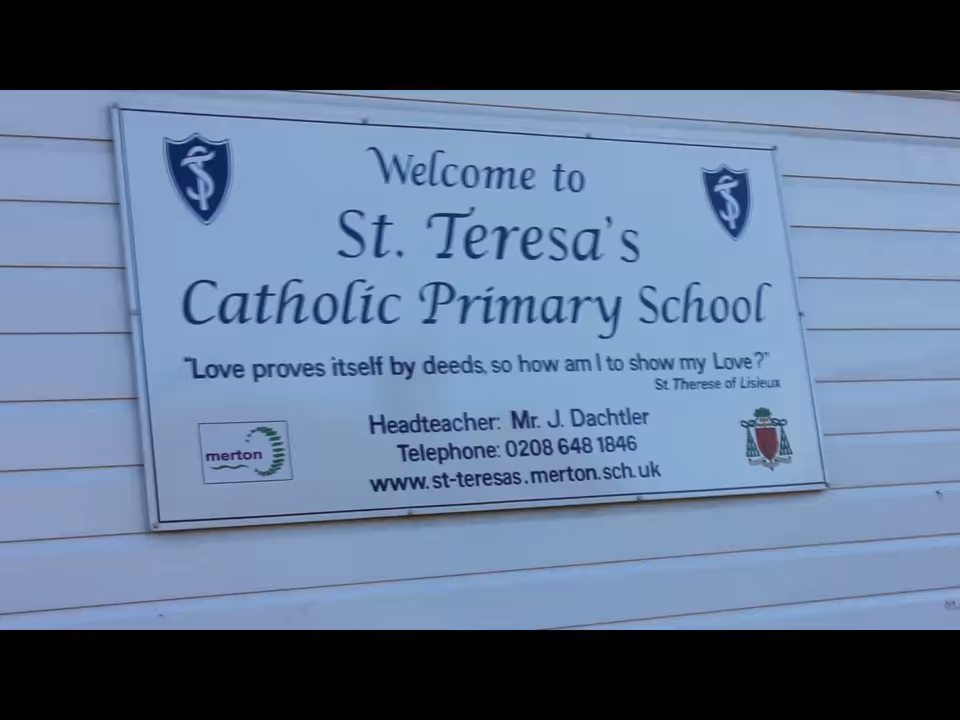 Welcome to
St. Teresa's
Catholic Primary School
"Love proves itself by deeds, so how am I to show my Love?"
St Therese of Lisieux
merton
Headteacher: Mr. J. Dachtler
Telephone: 0208 648 1846
www.st-teresas.merton.sch.uk